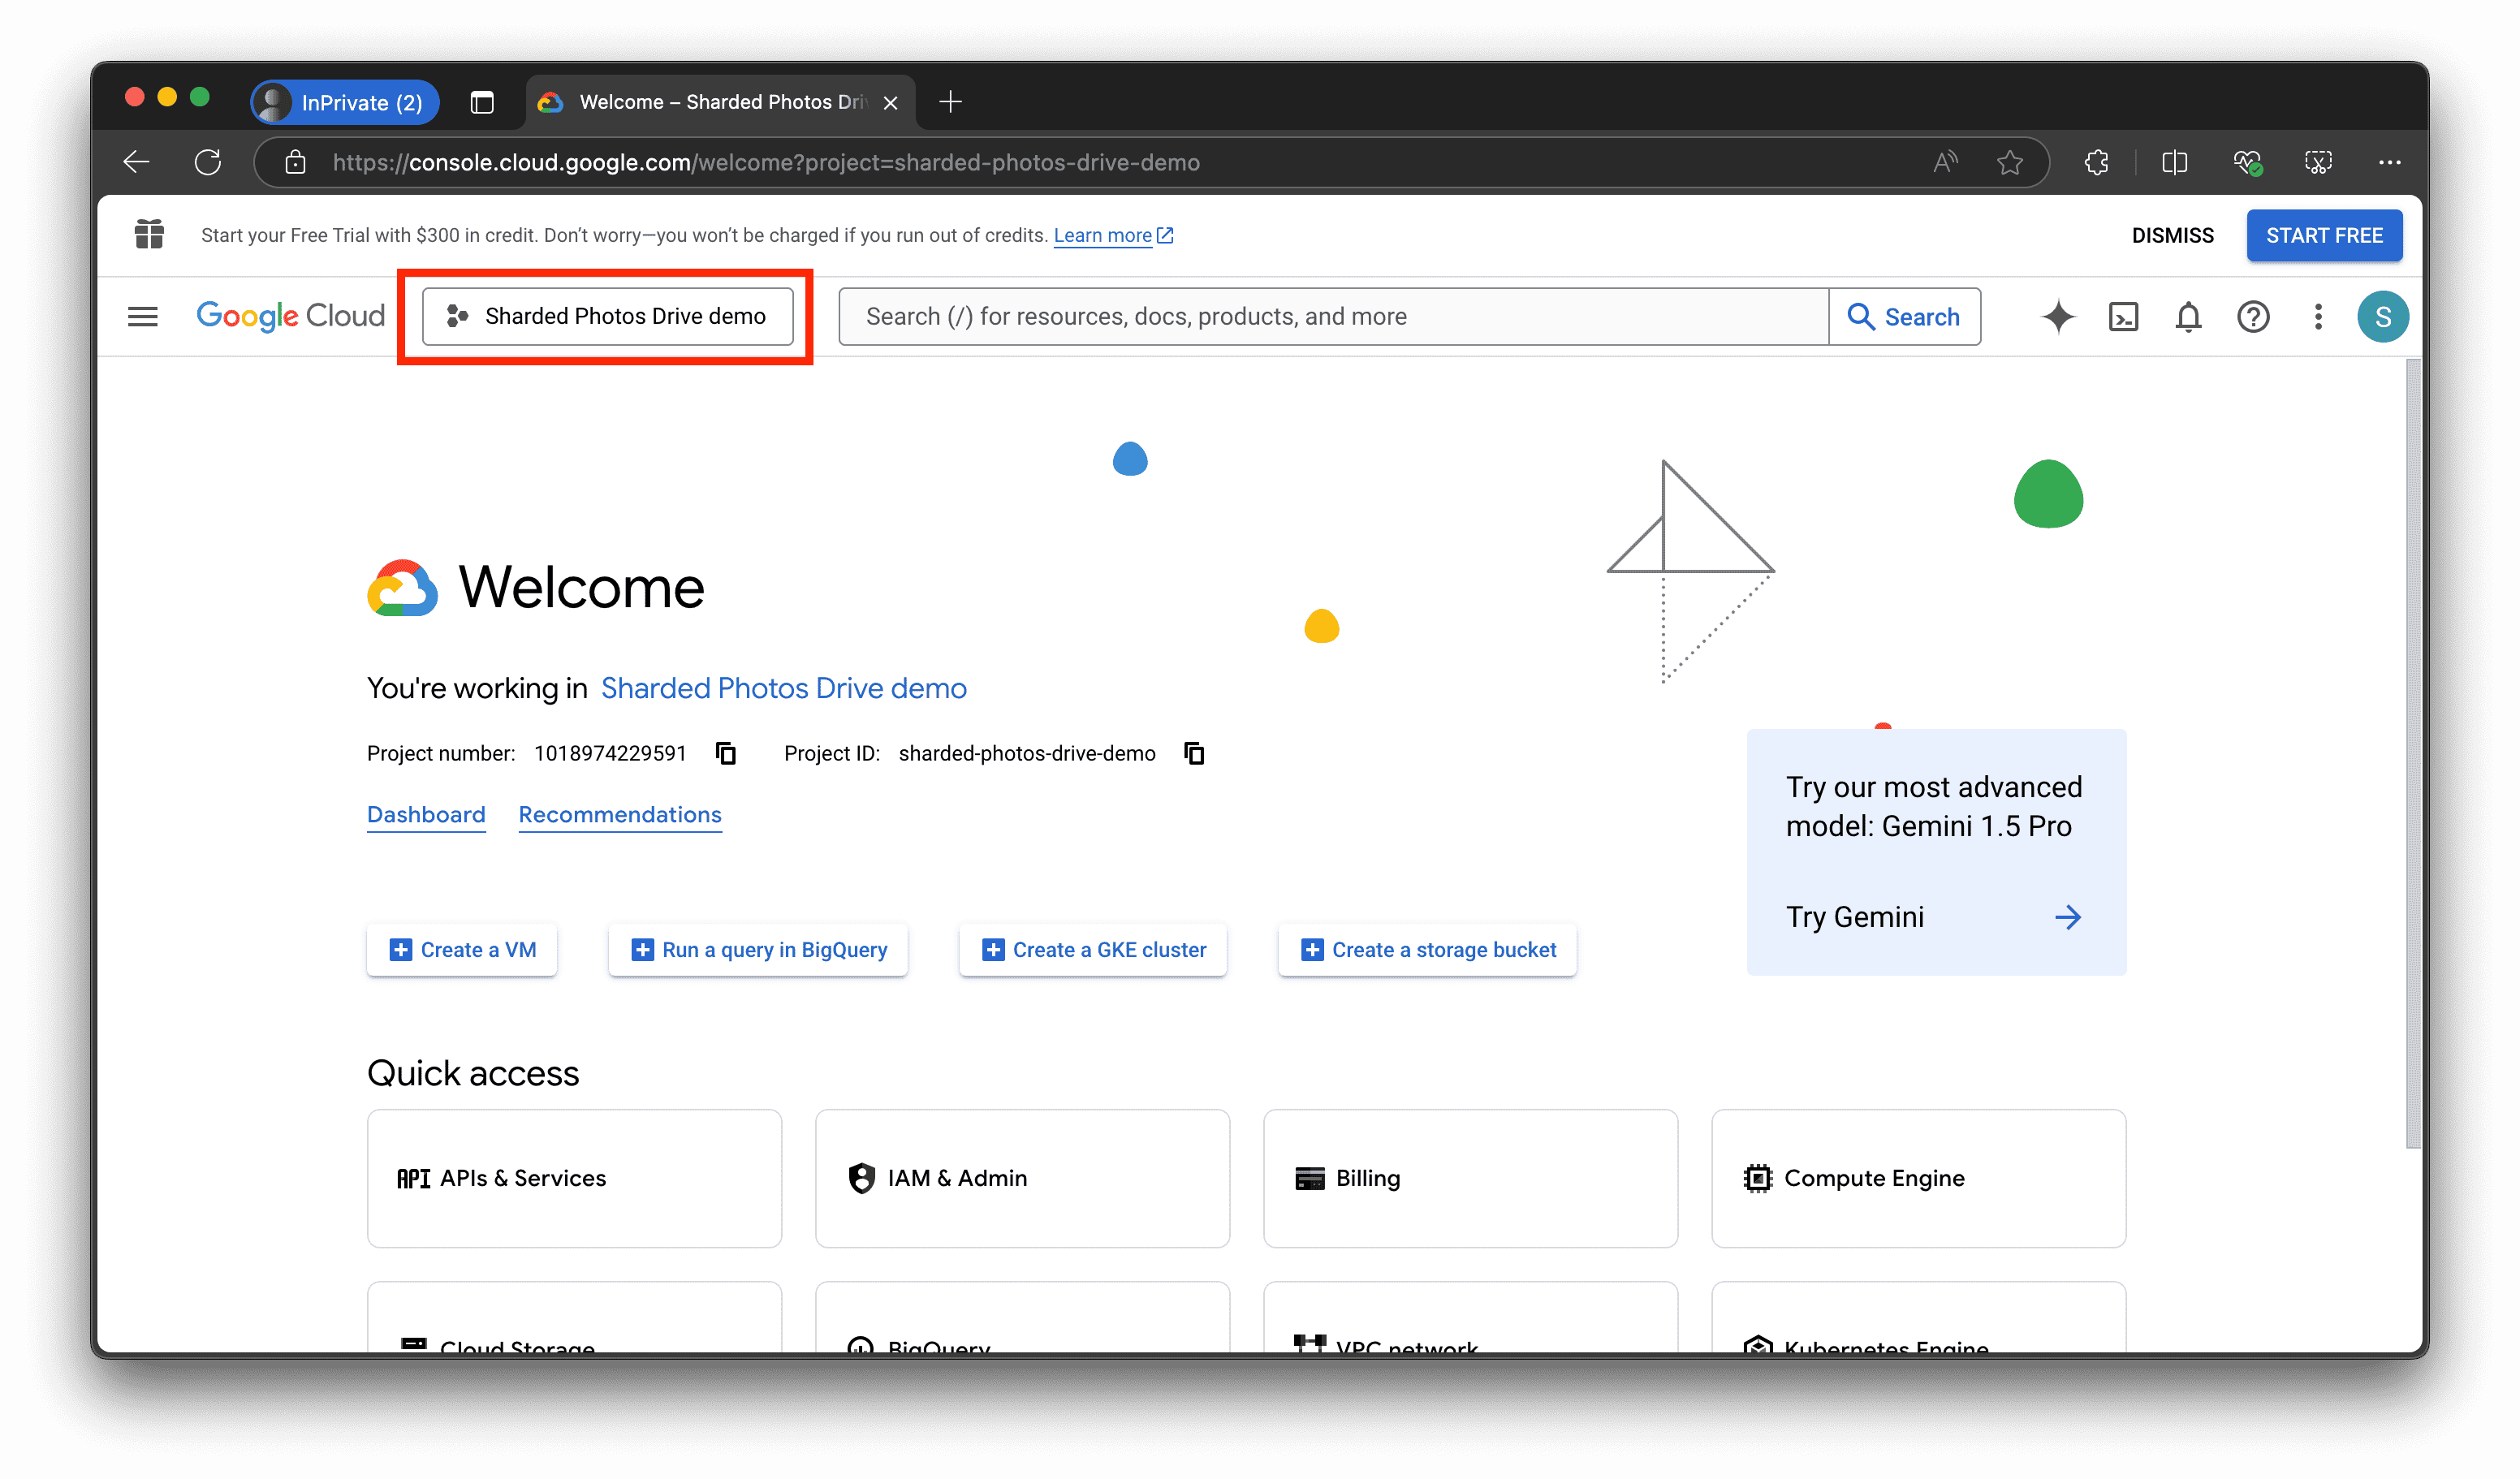 InPrivate (2)
Welcome – Sharded Photos Dri
https://console.cloud.google.com/welcome?project=sharded-photos-drive-demo
Start your Free Trial with $300 in credit. Don’t worry—you won’t be charged if you run out of credits. Learn more
DISMISS
START FREE
Google Cloud
Sharded Photos Drive demo
Search (/) for resources, docs, products, and more
Search
S
Welcome
You're working in Sharded Photos Drive demo
Project number: 1018974229591
Project ID: sharded-photos-drive-demo
Dashboard
Recommendations
Try our most advanced
model: Gemini 1.5 Pro
Try Gemini
Create a VM
Run a query in BigQuery
Create a GKE cluster
Create a storage bucket
Quick access
API APIs & Services
IAM & Admin
Billing
Compute Engine
Cloud Storage
BigQuery
VPC network
Kubernetes Engine